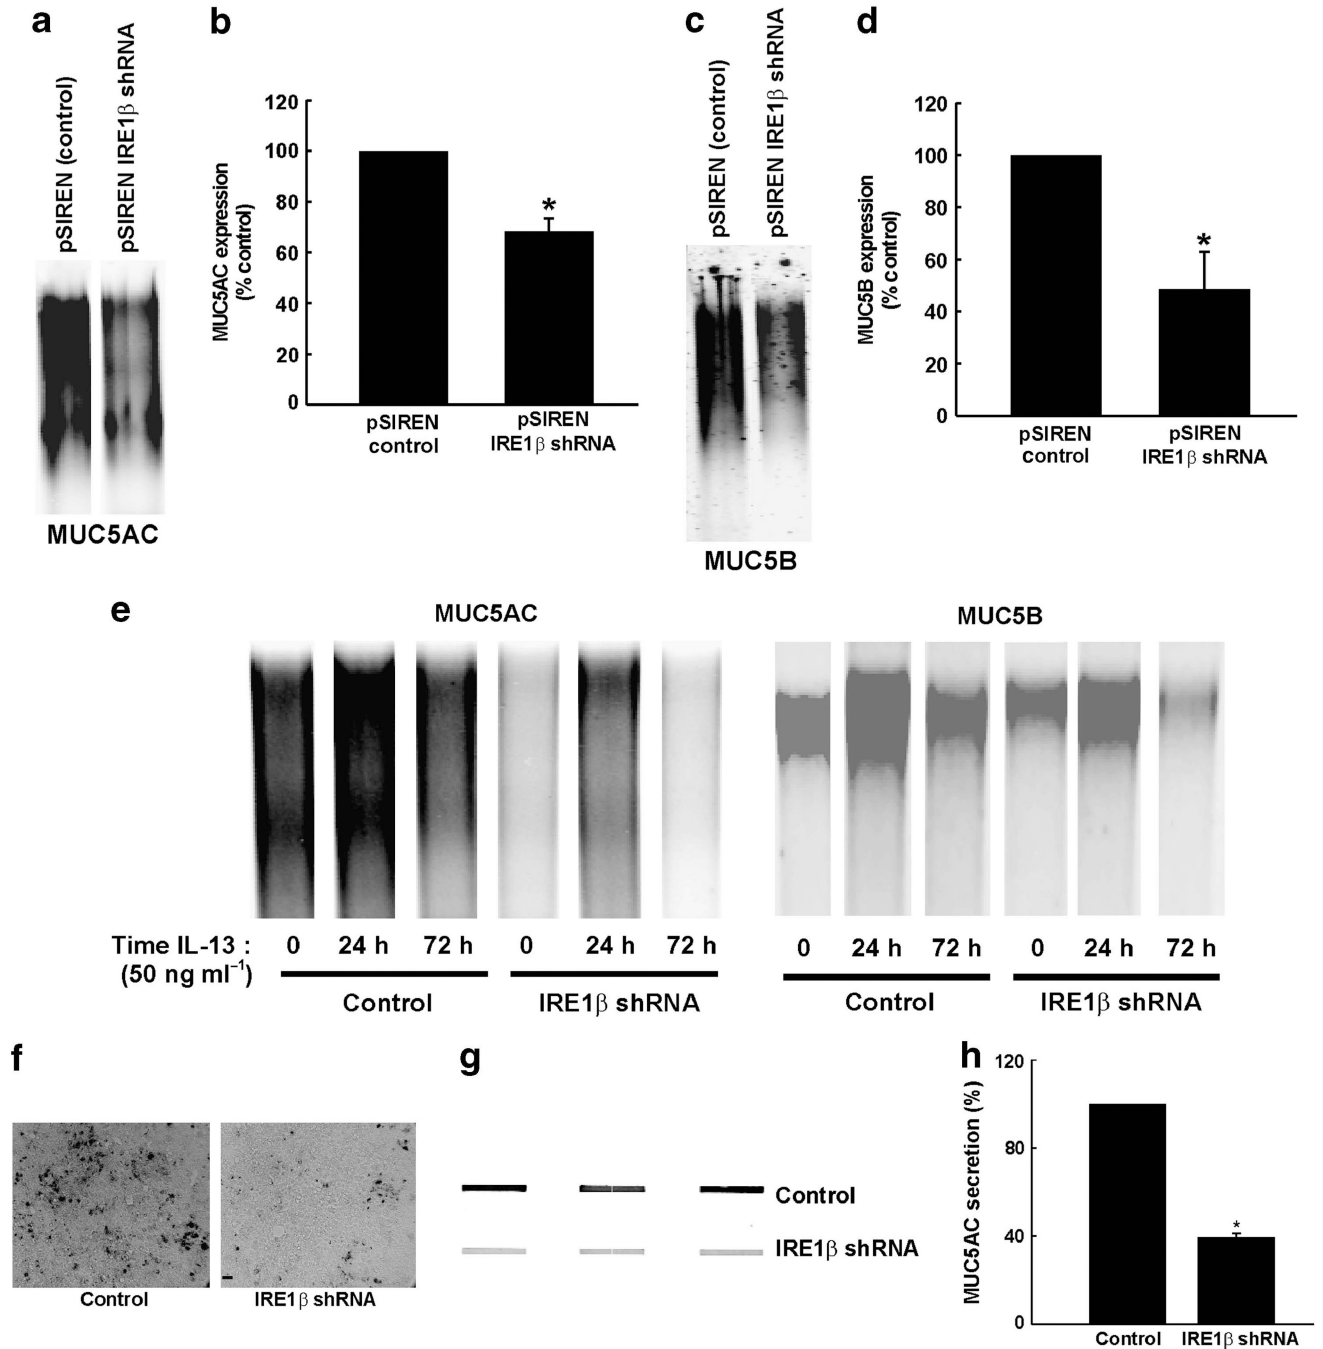 a
pSIREN (control)
pSIREN IRE1β shRNA
MUC5AC
b
MUC5AC expression
(% control)
120
100
80
60
40
20
0
*
pSIREN
control
pSIREN
IRE1β shRNA
c
pSIREN (control)
pSIREN IRE1β shRNA
MUC5B
d
MUC5B expression
(% control)
120
100
80
60
40
20
0
*
pSIREN
control
pSIREN
IRE1β shRNA
e
MUC5AC
MUC5B
Time IL-13 : 0 24 h 72 h 0 24 h 72 h 0 24 h 72 h 0 24 h 72 h
(50 ng ml⁻¹)
Control IRE1β shRNA Control IRE1β shRNA
f
Control
IRE1β shRNA
g
Control
IRE1β shRNA
h
MUC5AC secretion (%)
120
80
40
0
*
Control IRE1β shRNA